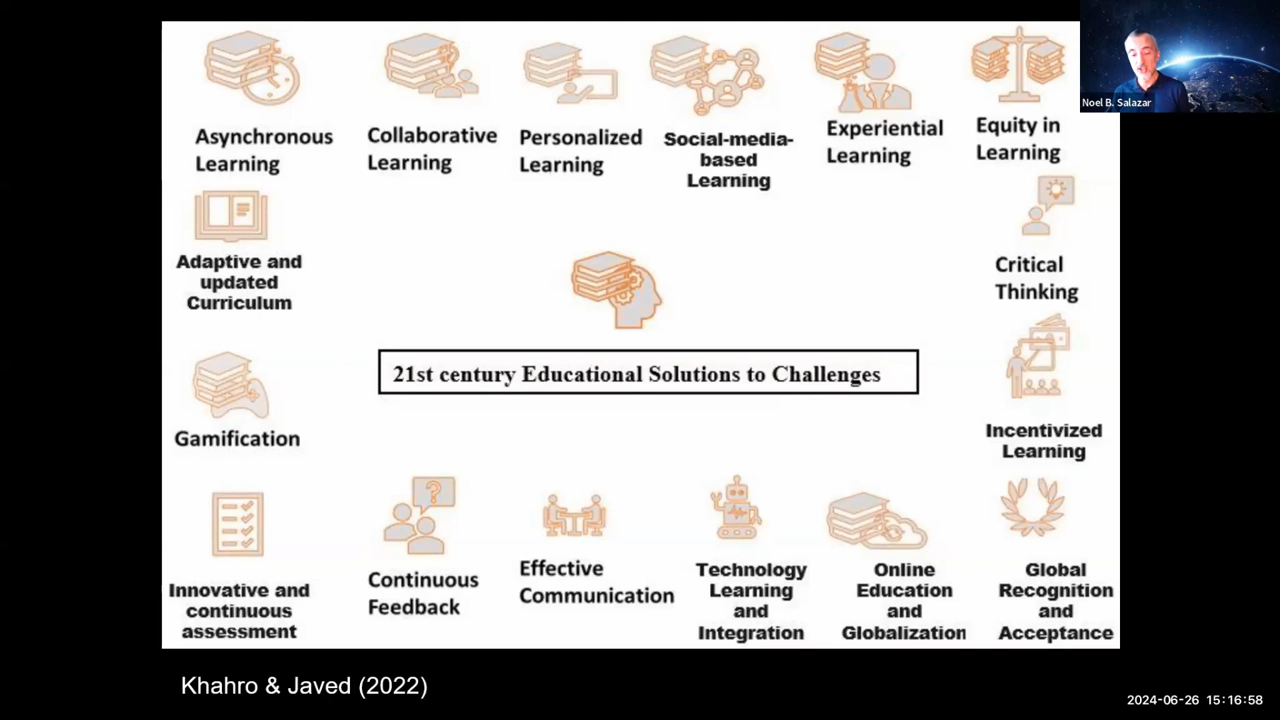 Noel B. Salazar
Asynchronous
Learning
Collaborative
Learning
Personalized
Learning
Social-media-
based
Learning
Experiential
Learning
Equity in
Learning
Adaptive and
updated
Curriculum
Critical
Thinking
21st century Educational Solutions to Challenges
Gamification
Incentivized
Learning
Innovative and
continuous
assessment
?
Continuous
Feedback
Effective
Communication
Technology
Learning
and
Integration
Online
Education
and
Globalization
Global
Recognition
and
Acceptance
Khahro & Javed (2022)
2024-06-26 15:16:58